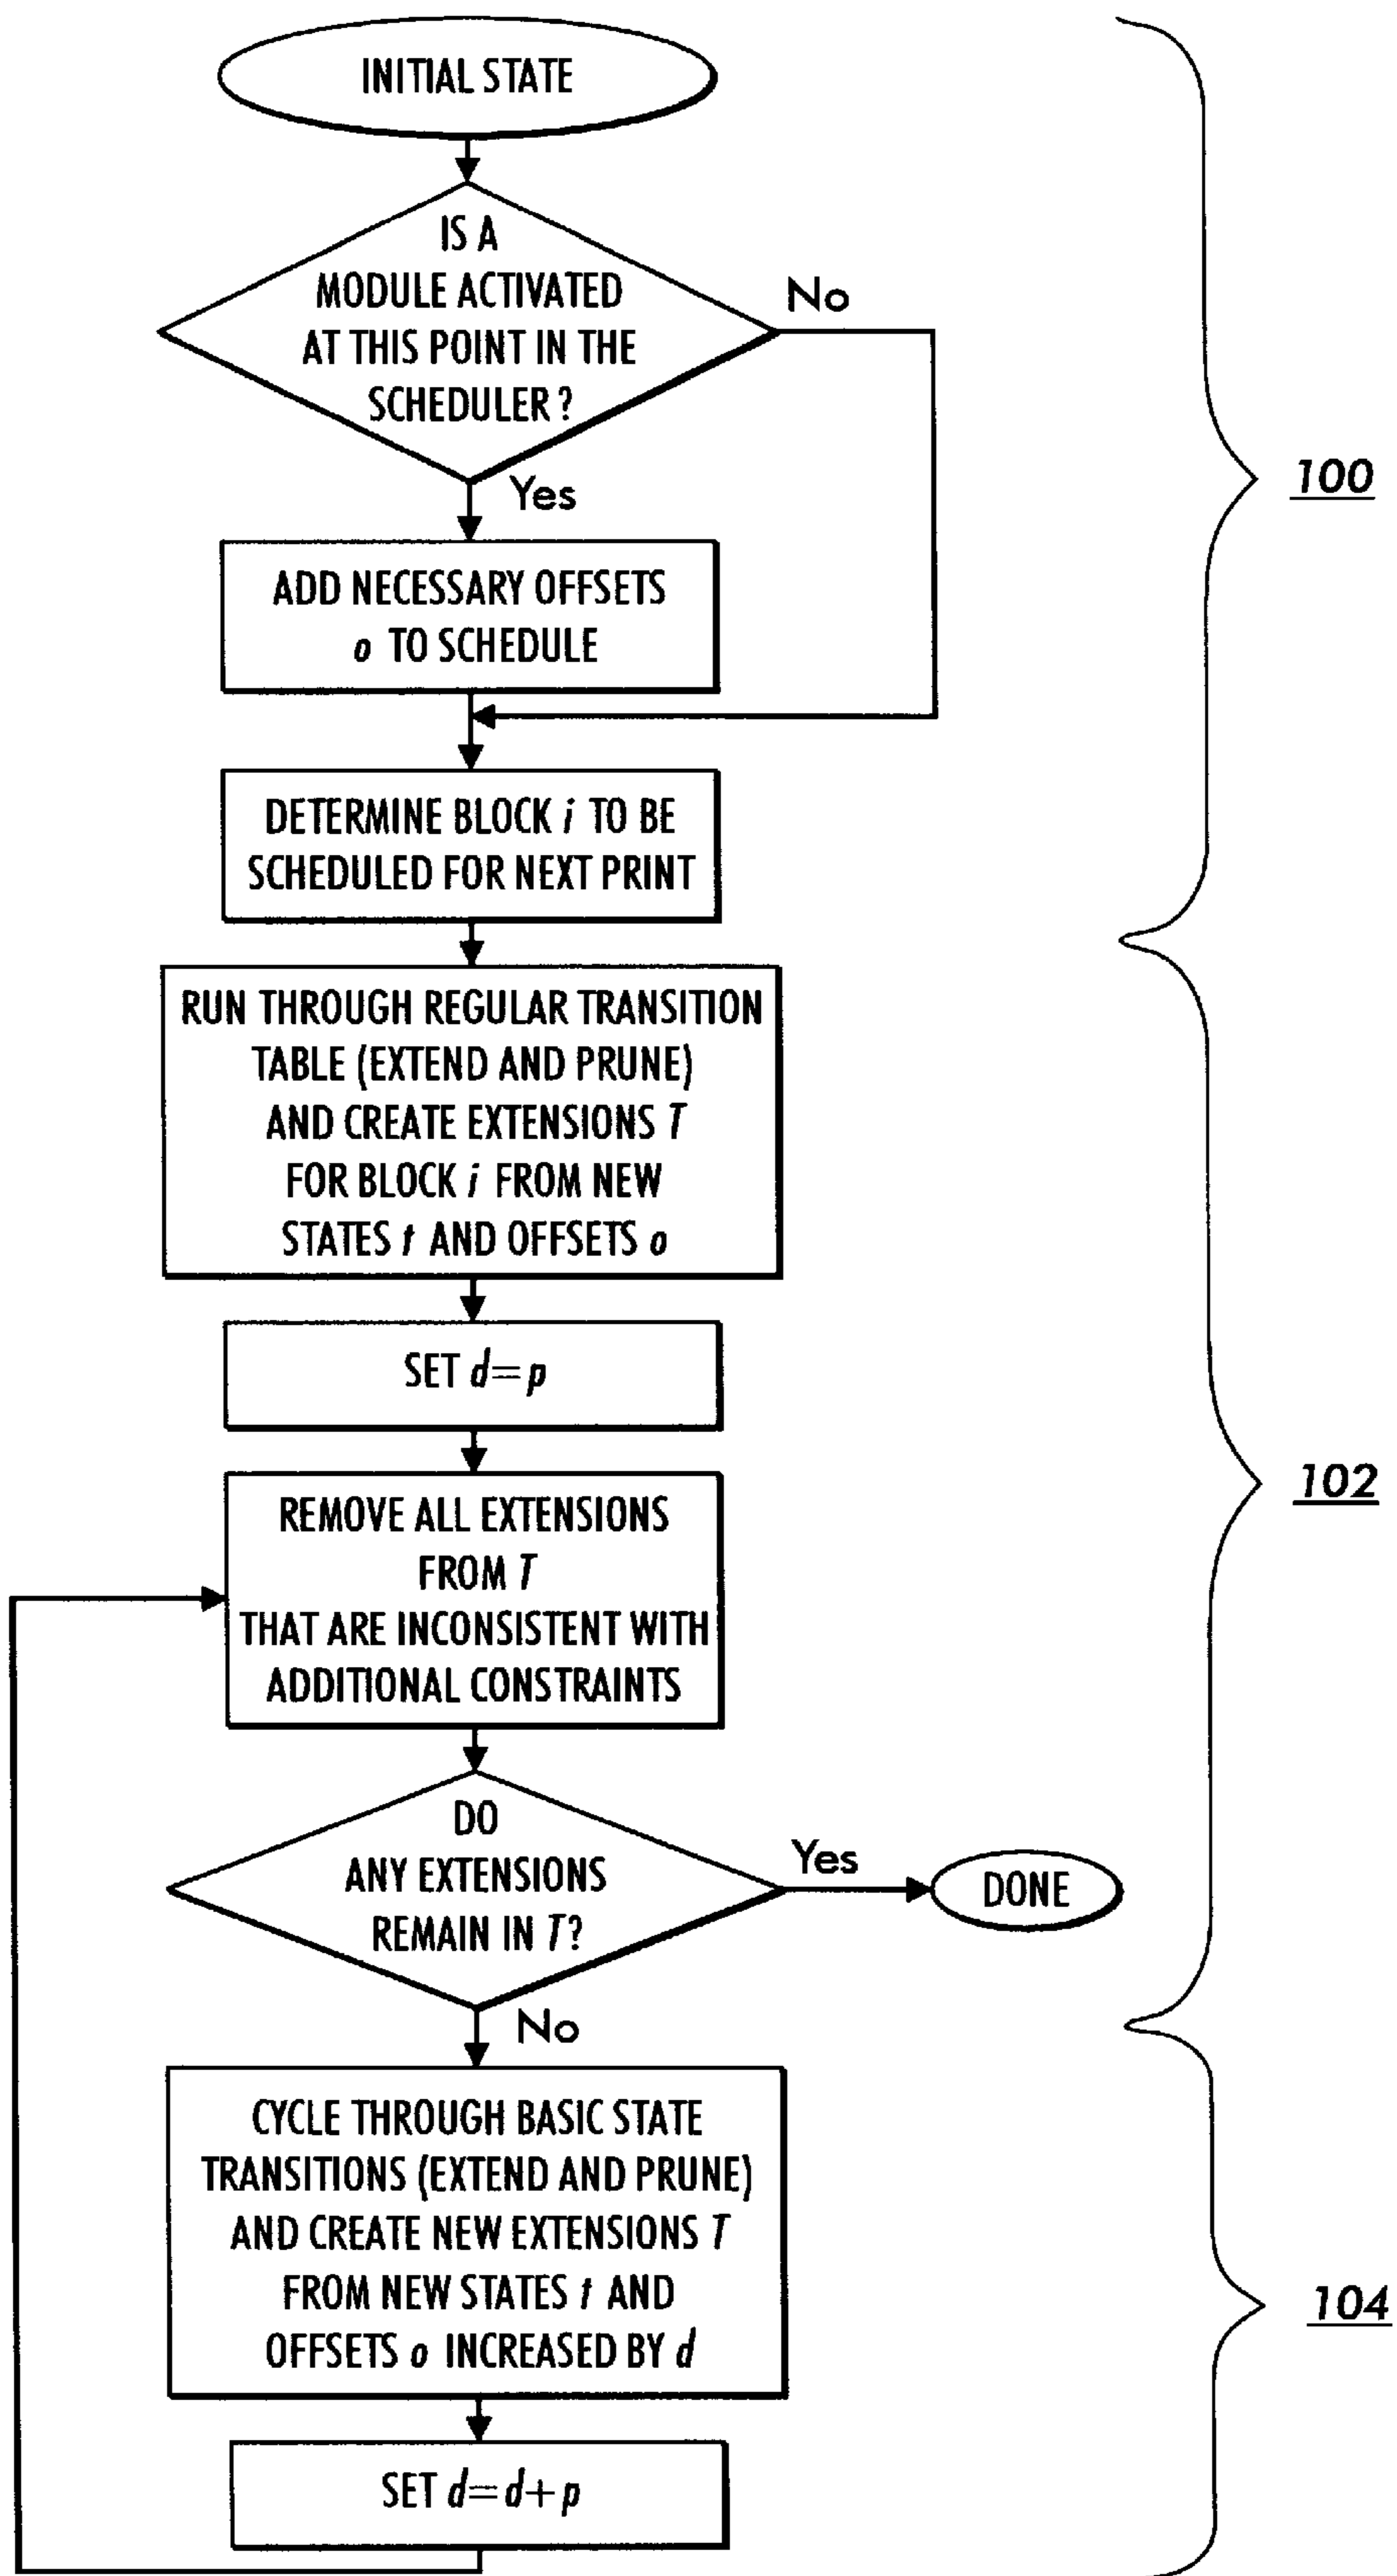 INITIAL STATE
IS A
MODULE ACTIVATED
AT THIS POINT IN THE
SCHEDULER?
No
Yes
100
ADD NECESSARY OFFSETS
o TO SCHEDULE
DETERMINE BLOCK i TO BE
SCHEDULED FOR NEXT PRINT
RUN THROUGH REGULAR TRANSITION
TABLE (EXTEND AND PRUNE)
AND CREATE EXTENSIONS T
FOR BLOCK i FROM NEW
STATES t AND OFFSETS o
SET d=p
102
REMOVE ALL EXTENSIONS
FROM T
THAT ARE INCONSISTENT WITH
ADDITIONAL CONSTRAINTS
DO
ANY EXTENSIONS
REMAIN IN T?
Yes
DONE
No
CYCLE THROUGH BASIC STATE
TRANSITIONS (EXTEND AND PRUNE)
AND CREATE NEW EXTENSIONS T
FROM NEW STATES t AND
OFFSETS o INCREASED BY d
104
SET d=d+p